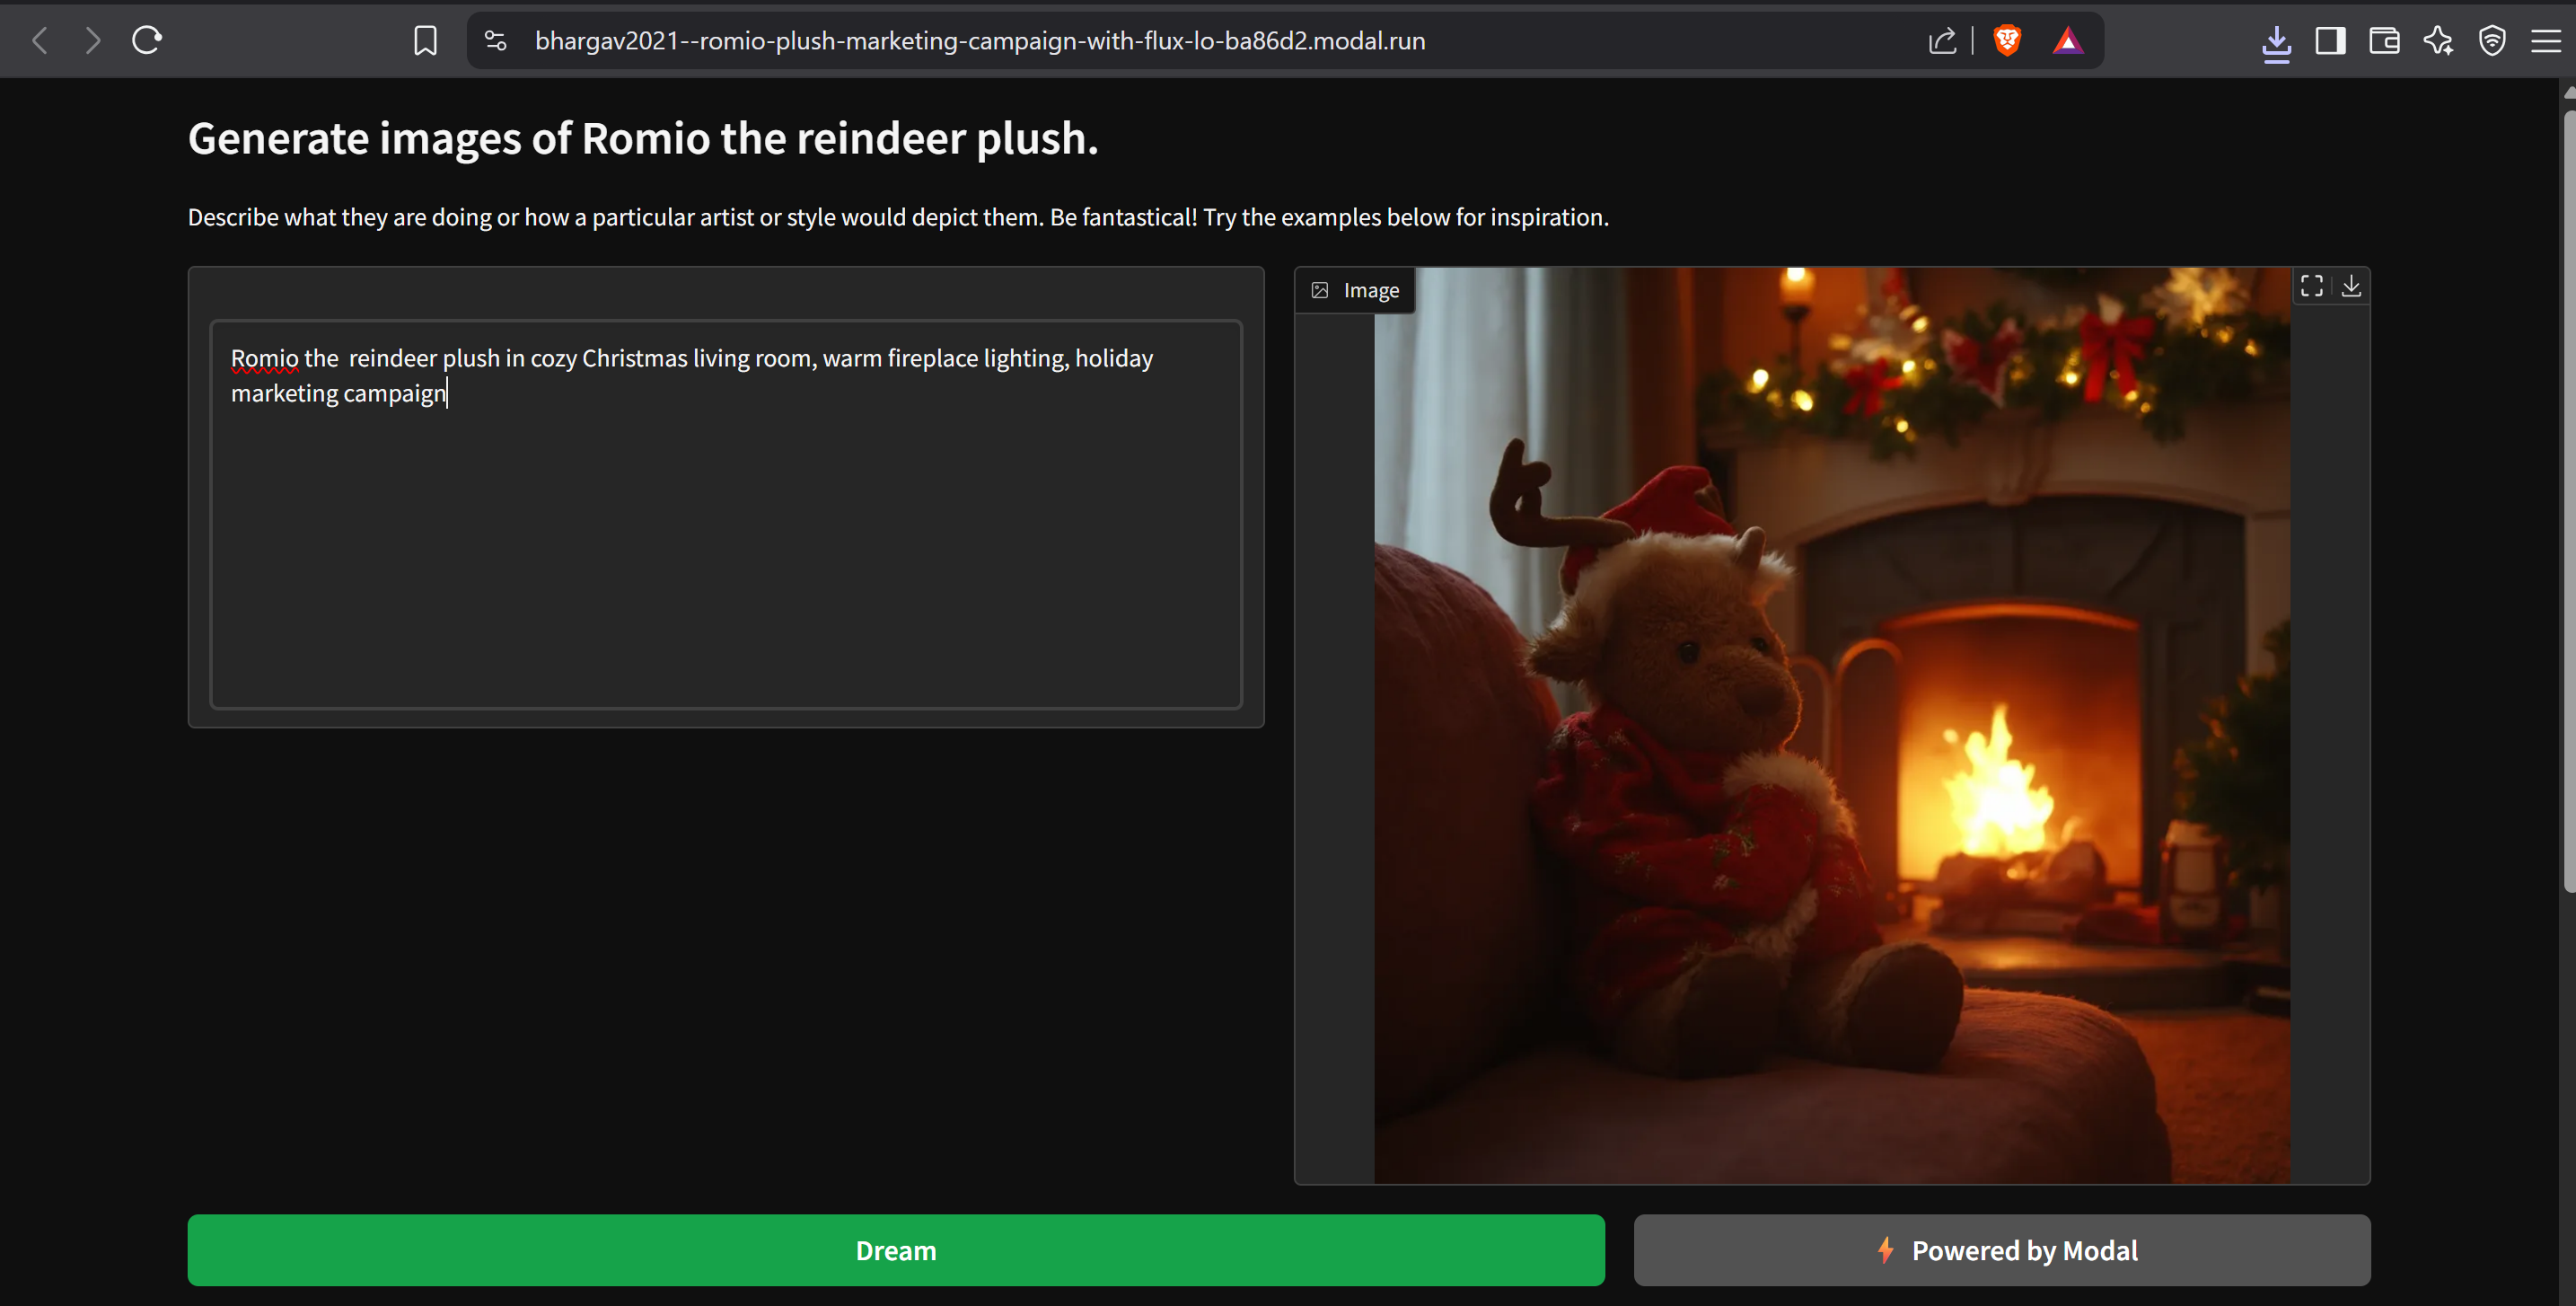 bhargav2021--romio-plush-marketing-campaign-with-flux-lo-ba86d2.modal.run
Generate images of Romio the reindeer plush.
Describe what they are doing or how a particular artist or style would depict them. Be fantastical! Try the examples below for inspiration.
Romio the  reindeer plush in cozy Christmas living room, warm fireplace lighting, holiday
marketing campaign
Image
Dream
Powered by Modal